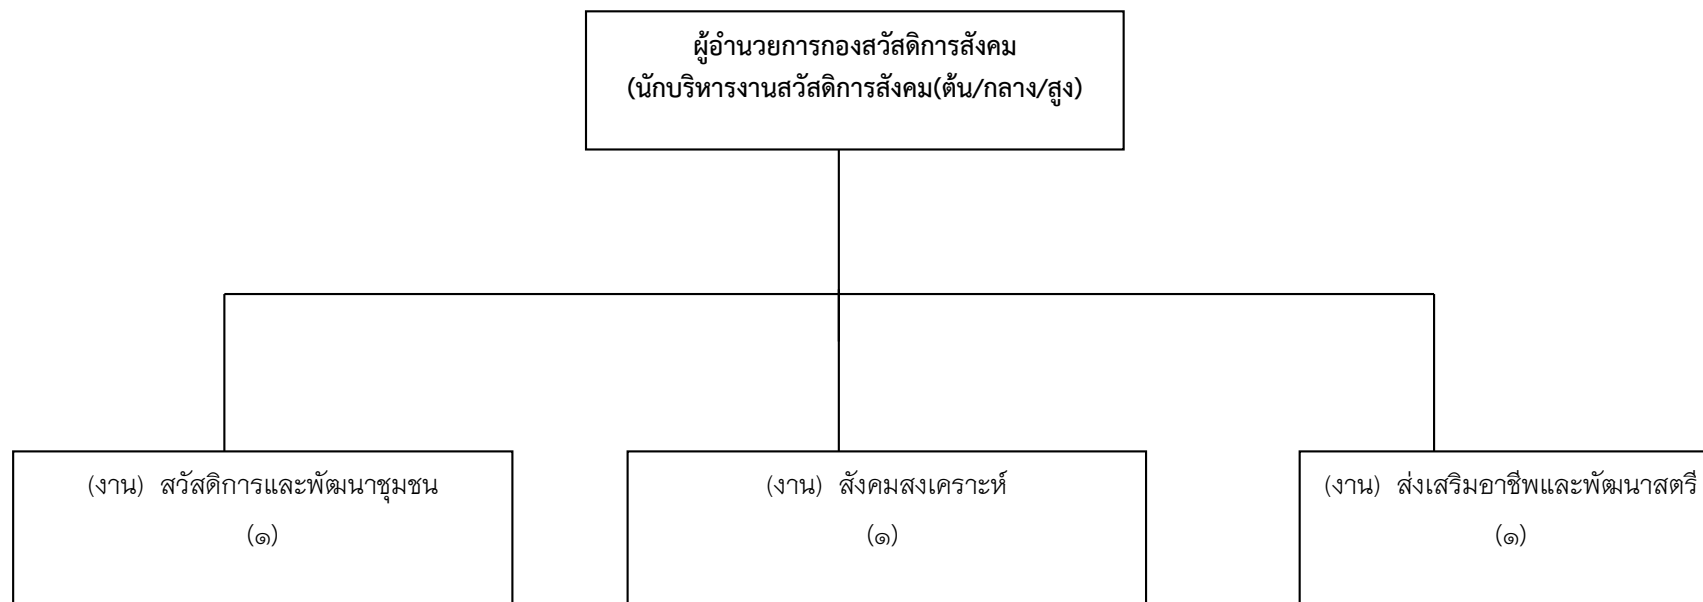 ผู้อำนวยการกองสวัสดิการสังคม
(นักบริหารงานสวัสดิการสังคม(ต้น/กลาง/สูง)
(งาน) สวัสดิการและพัฒนาชุมชน
(๑)
(งาน) สังคมสงเคราะห์
(๑)
(งาน) ส่งเสริมอาชีพและพัฒนาสตรี
(๑)